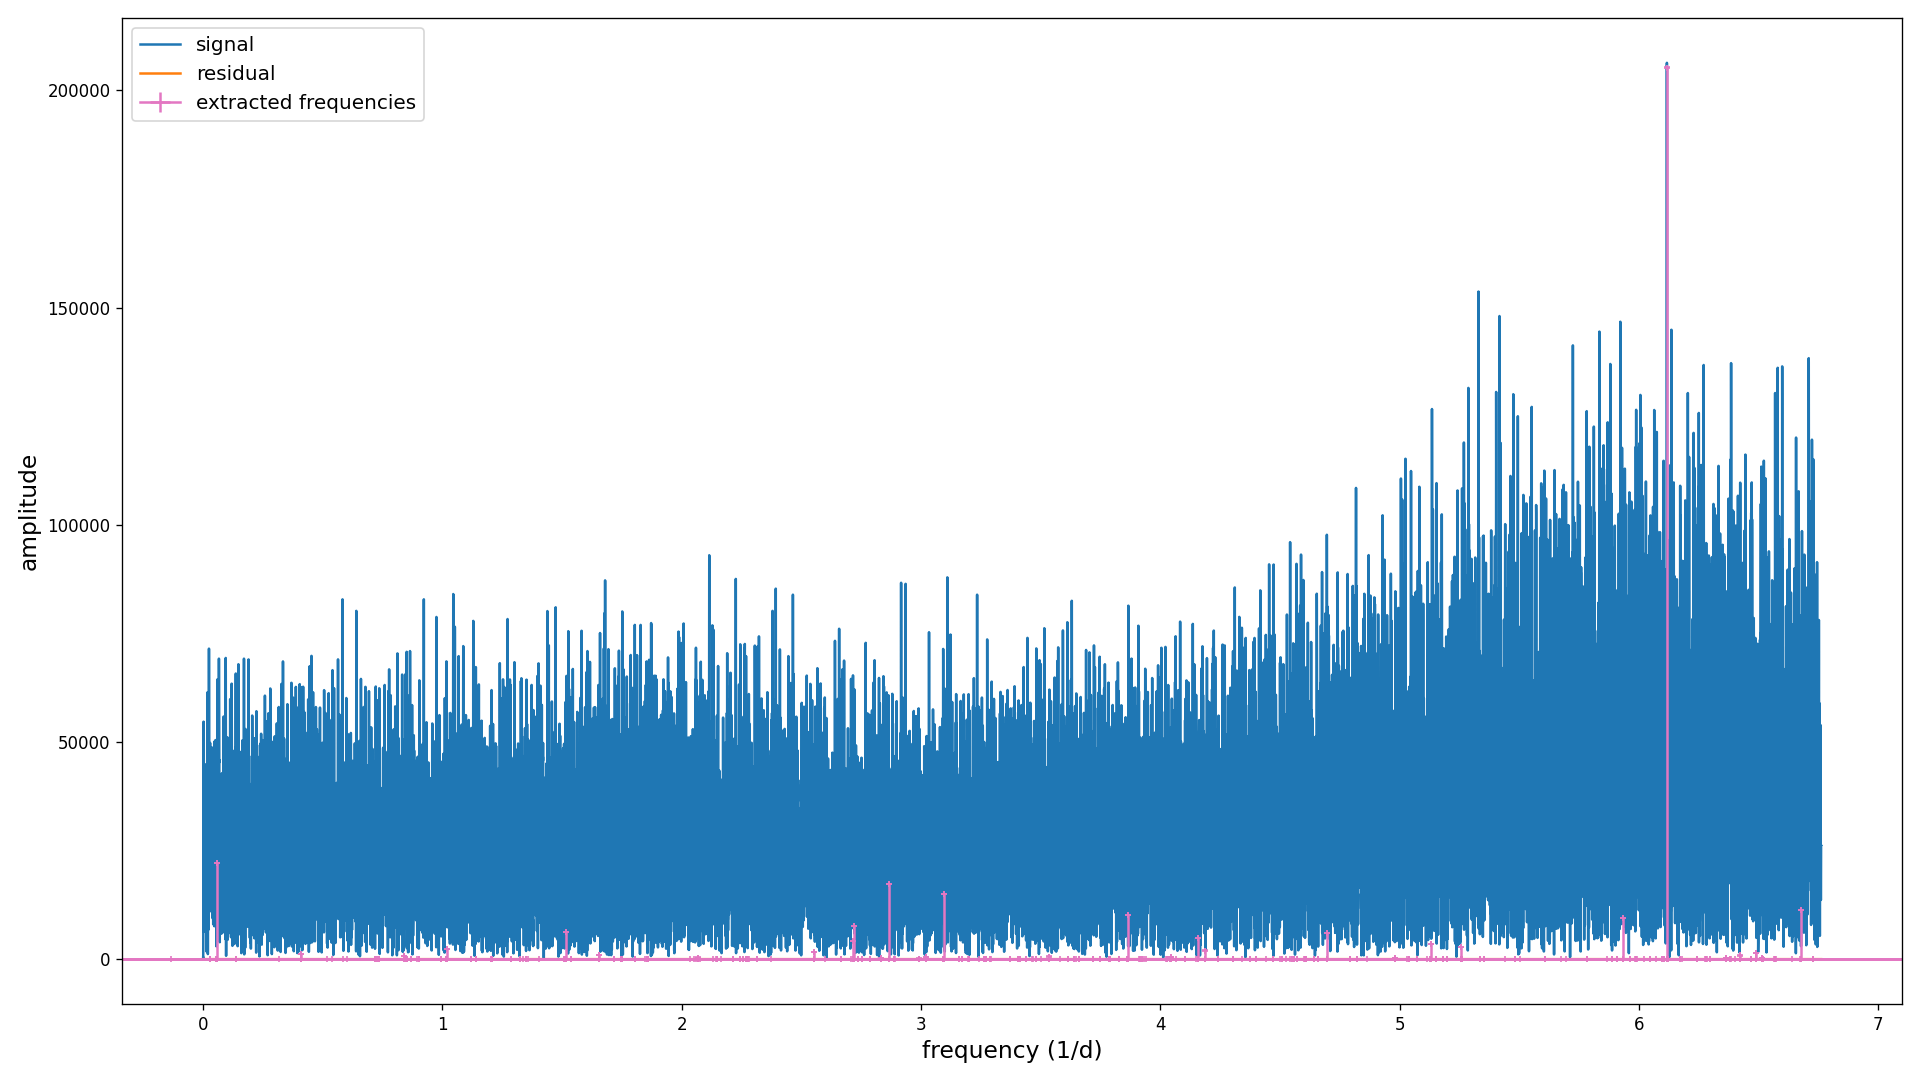 signal
residual
extracted frequencies
200000
150000
100000
50000
0
amplitude
0 1 2 3 4 5 6 7
frequency (1/d)